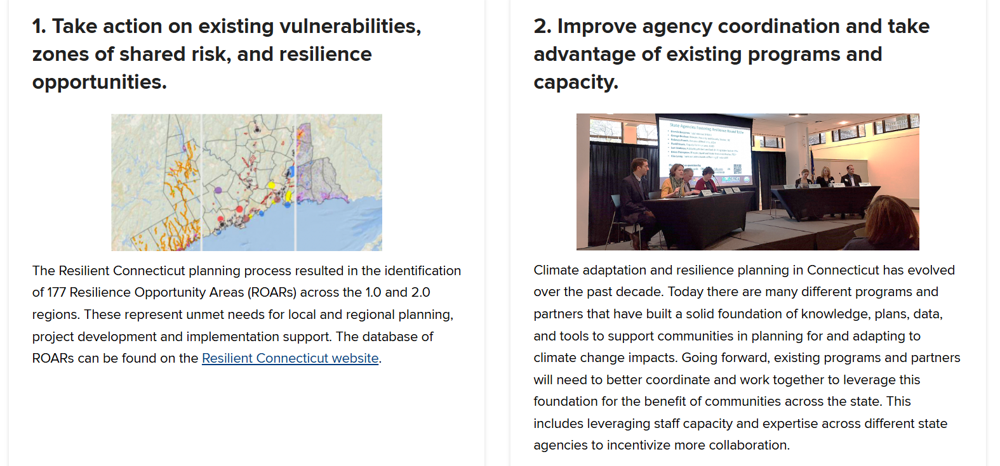 1. Take action on existing vulnerabilities,
zones of shared risk, and resilience
opportunities.
The Resilient Connecticut planning process resulted in the identification
of 177 Resilience Opportunity Areas (ROARs) across the 1.0 and 2.0
regions. These represent unmet needs for local and regional planning,
project development and implementation support. The database of
ROARs can be found on the Resilient Connecticut website.
2. Improve agency coordination and take
advantage of existing programs and
capacity.
State Agencies Fostering Resilience Round Table
Climate adaptation and resilience planning in Connecticut has evolved
over the past decade. Today there are many different programs and
partners that have built a solid foundation of knowledge, plans, data,
and tools to support communities in planning for and adapting to
climate change impacts. Going forward, existing programs and partners
will need to better coordinate and work together to leverage this
foundation for the benefit of communities across the state. This
includes leveraging staff capacity and expertise across different state
agencies to incentivize more collaboration.